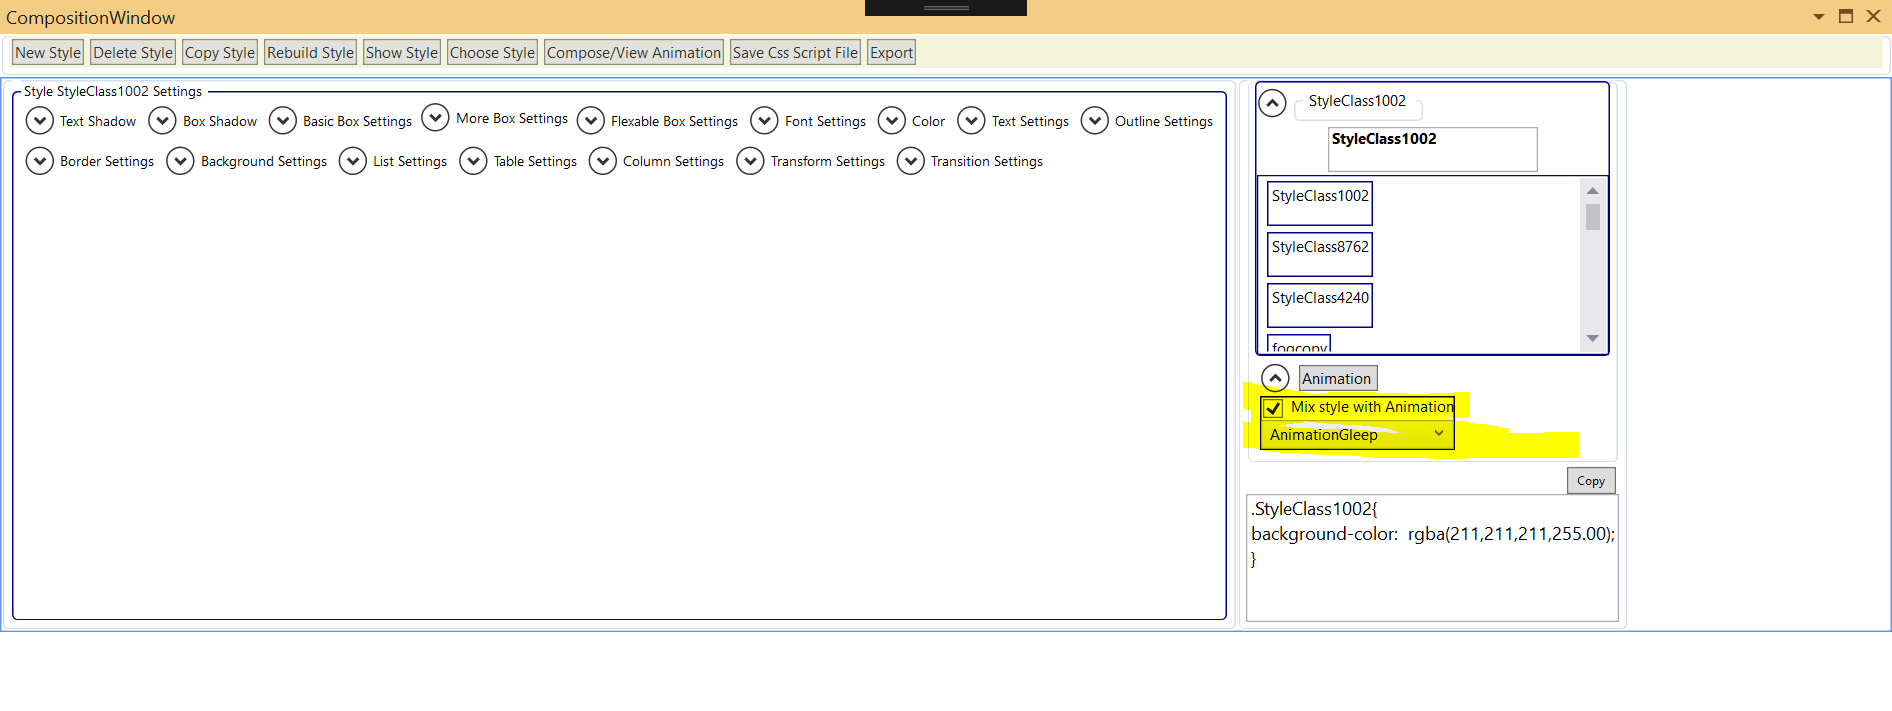 CompositionWindow
New Style Delete Style Copy Style Rebuild Style Show Style Choose Style Compose/View Animation Save Css Script File Export
Style StyleClass1002 Settings
Text Shadow Box Shadow Basic Box Settings More Box Settings Flexable Box Settings Font Settings Color Text Settings Outline Settings
Border Settings Background Settings List Settings Table Settings Column Settings Transform Settings Transition Settings
StyleClass1002
StyleClass1002
StyleClass1002
StyleClass8762
StyleClass4240
fogcopy
Animation
Mix style with Animation
AnimationGleep
Copy
.StyleClass1002{
background-color: rgba(211,211,211,255.00);
}